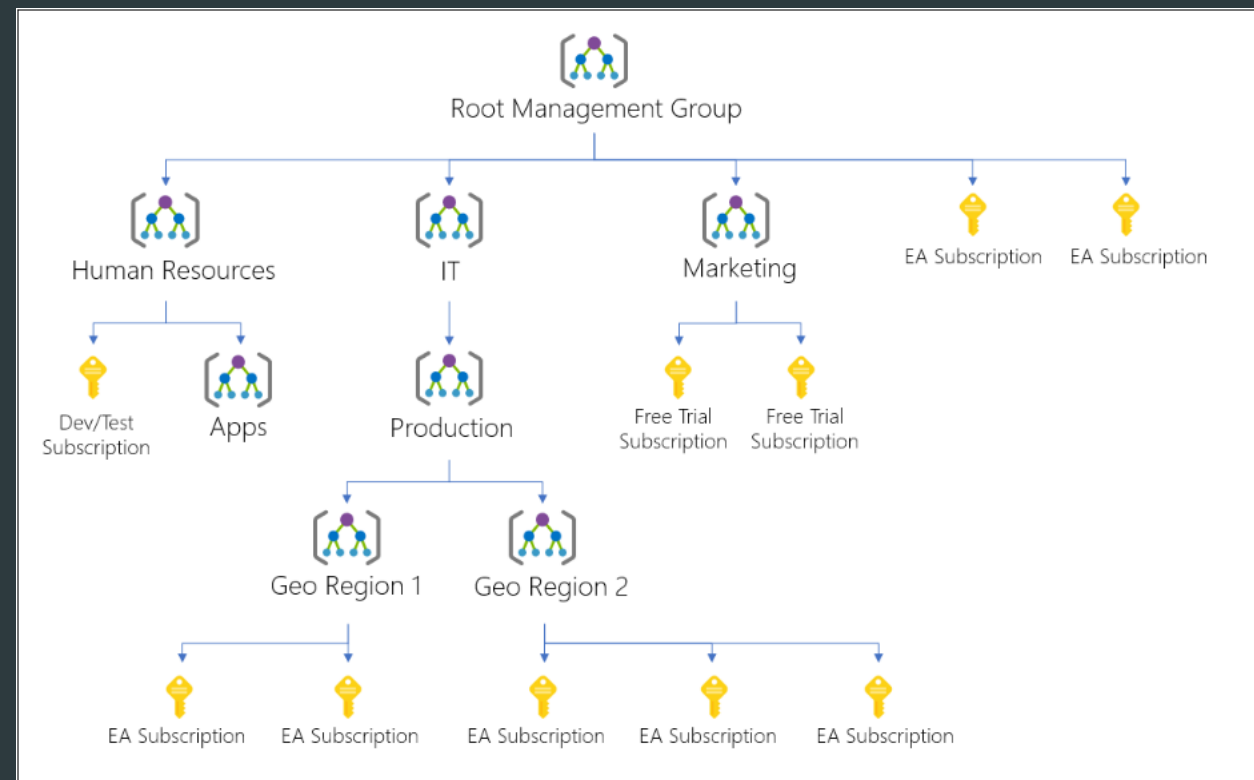 Root Management Group
Human Resources
IT
Marketing
EA Subscription
EA Subscription
Dev/Test
Subscription
Apps
Production
Free Trial
Subscription
Free Trial
Subscription
Geo Region 1
Geo Region 2
EA Subscription
EA Subscription
EA Subscription
EA Subscription
EA Subscription